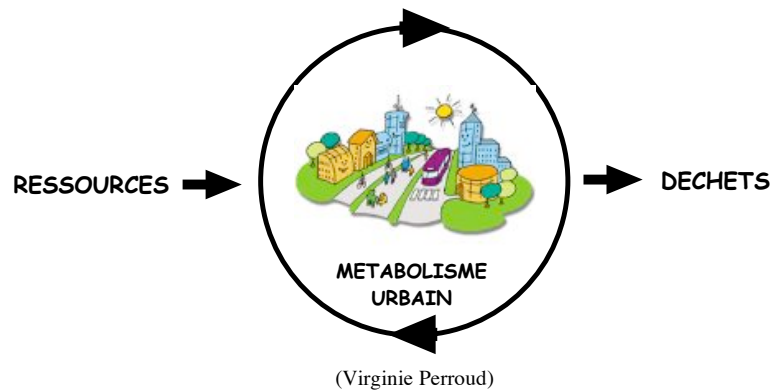 RESSOURCES
DECHETS
METABOLISME
URBAIN
(Virginie Perroud)